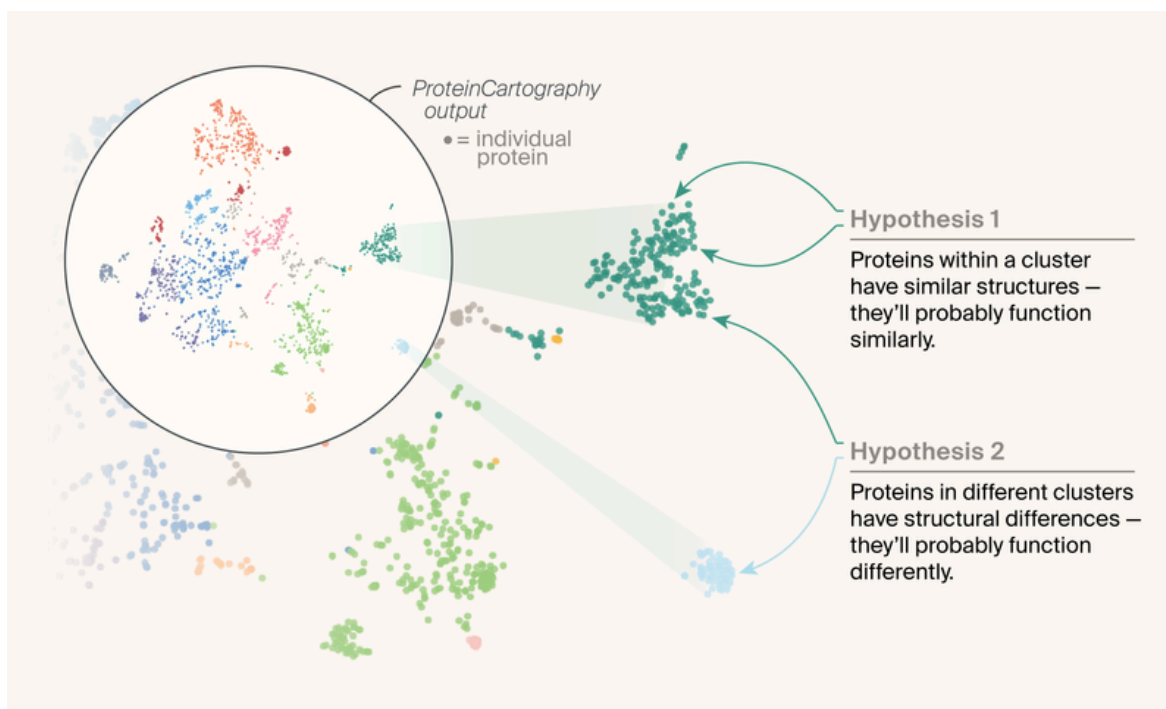 ProteinCartography
output
= individual
protein
Hypothesis 1
Proteins within a cluster
have similar structures —
they’ll probably function
similarly.
Hypothesis 2
Proteins in different clusters
have structural differences —
they’ll probably function
differently.